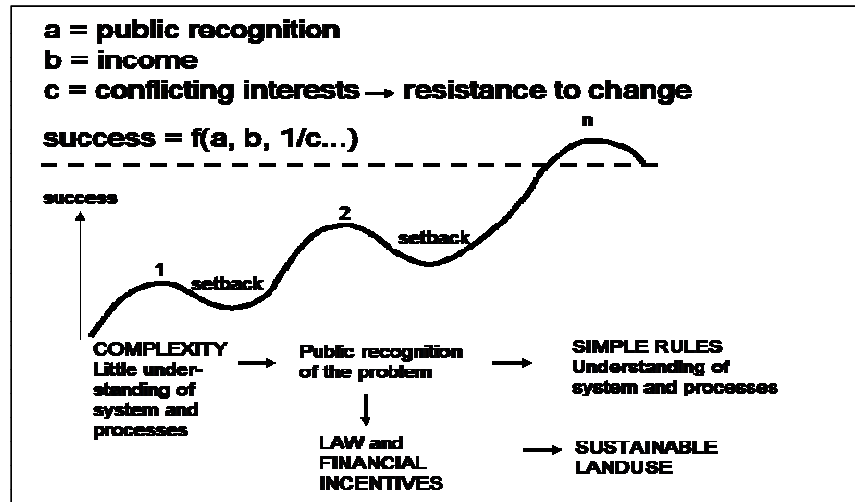 a = public recognition
b = income
c = conflicting interests → resistance to change
success = f(a, b, 1/c...)
n
success
2
setback
1
setback
COMPLEXITY
Little under-
standing of
system and
processes
Public recognition
of the problem
SIMPLE RULES
Understanding of
system and processes
LAW and
FINANCIAL
INCENTIVES
SUSTAINABLE
LANDUSE